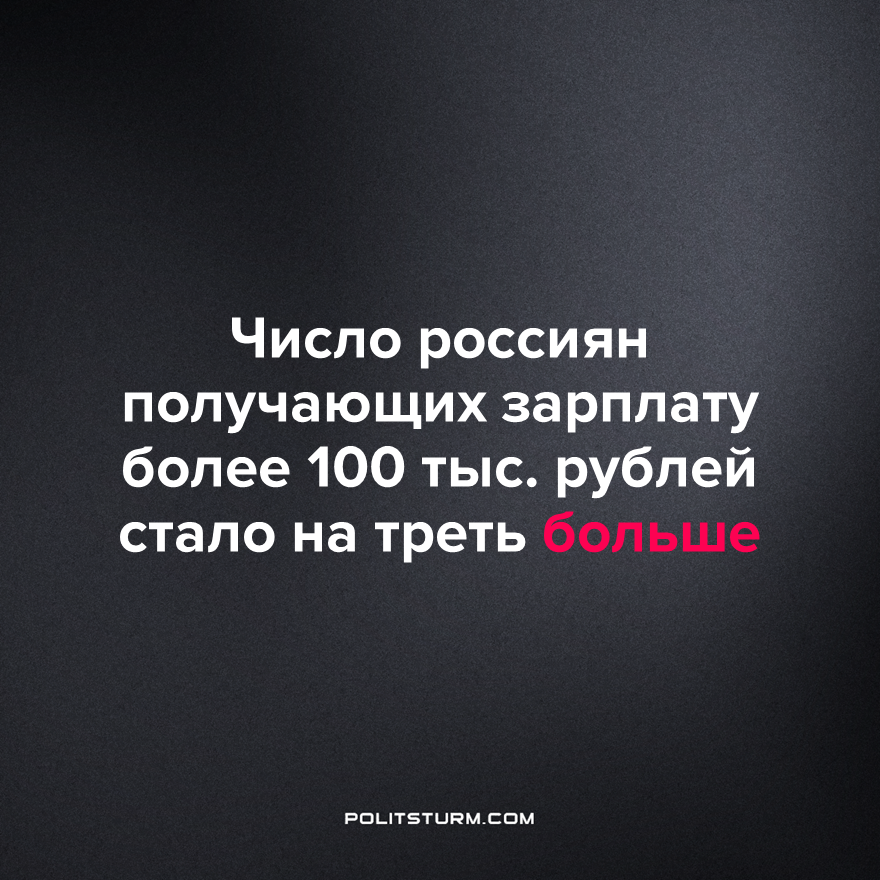 Число россиян
получающих зарплату
более 100 тыс. рублей
стало на треть больше
POLITSTURM.COM